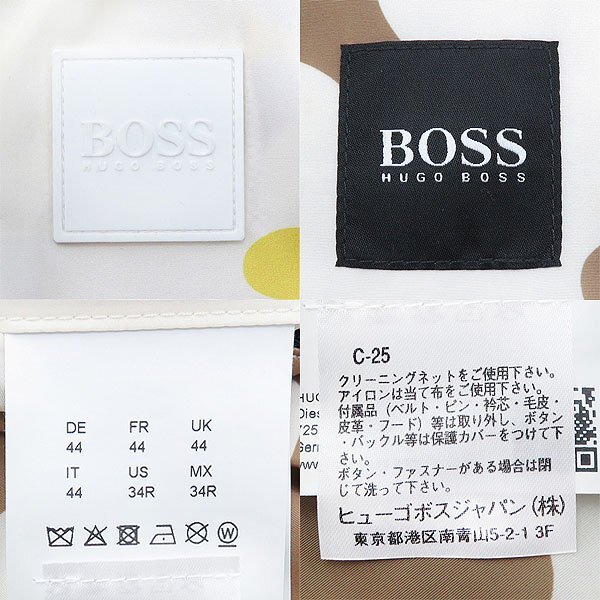 BOSS
HUGO BOSS
BOSS
HUGO BOSS
DE FR UK
44 44 44
IT US MX
44 34R 34R
HUG
Dies
725
Germ
www
C-25
クリーニングネットをご使用下さい。
アイロンは当て布をご使用下さい。
付属品(ベルト・ピン・衿芯・毛皮・
皮革・フード)等は取り外し、ボタン
・バックル等は保護カバーをつけて下
さい。
ボタン・ファスナーがある場合は閉
じて洗って下さい。
ヒューゴボスジャパン(株)
東京都港区南青山5-2-1 3F